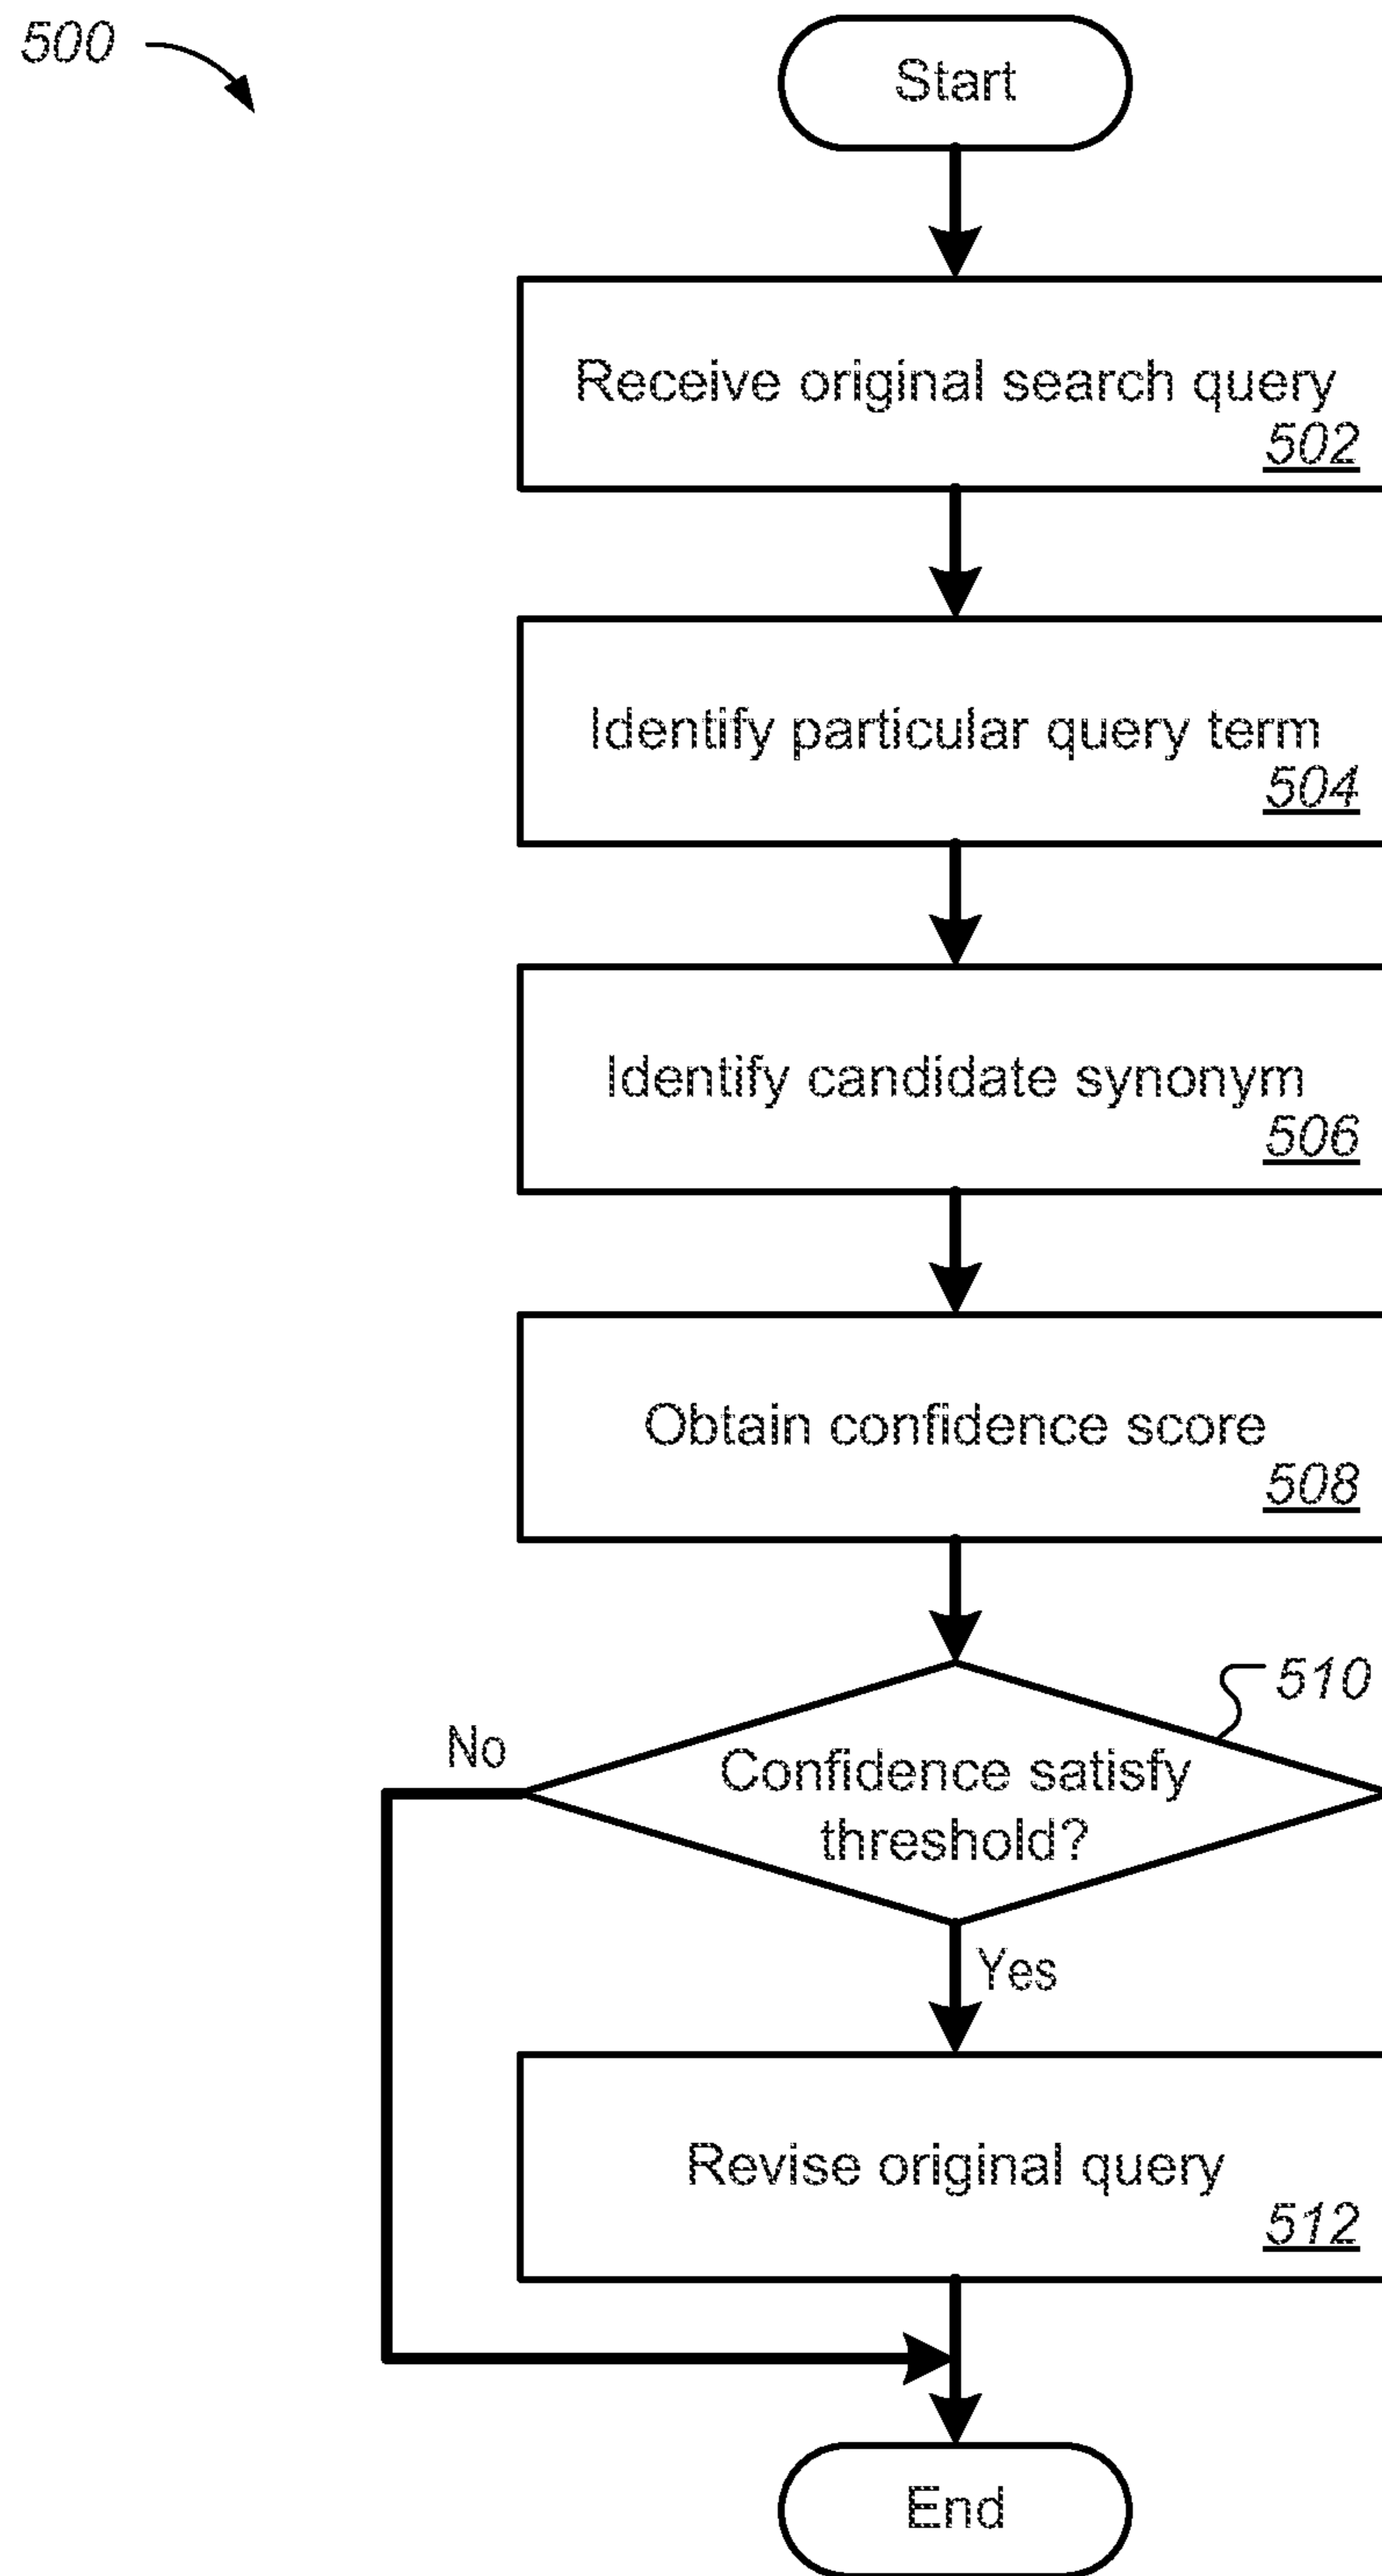 500
Start
Receive original search query
502
Identify particular query term
504
Identify candidate synonym
506
Obtain confidence score
508
510
No
Confidence satisfy
threshold?
Yes
Revise original query
512
End